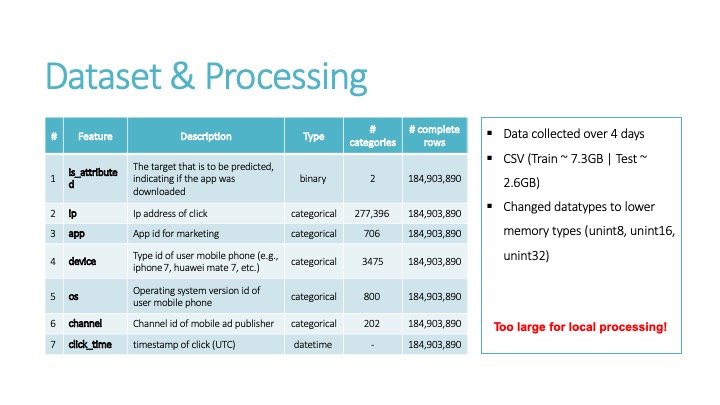 Dataset & Processing
# Feature Description Type # categories # complete rows
1 is_attributed The target that is to be predicted, indicating if the app was downloaded binary 2 184,903,890
2 ip Ip address of click categorical 277,396 184,903,890
3 app App id for marketing categorical 706 184,903,890
4 device Type id of user mobile phone (e.g., iphone 7, huawei mate 7, etc.) categorical 3475 184,903,890
5 os Operating system version id of user mobile phone categorical 800 184,903,890
6 channel Channel id of mobile ad publisher categorical 202 184,903,890
7 click_time timestamp of click (UTC) datetime - 184,903,890
▪ Data collected over 4 days
▪ CSV (Train ~ 7.3GB | Test ~
2.6GB)
▪ Changed datatypes to lower
memory types (unint8, unint16,
unint32)
Too large for local processing!